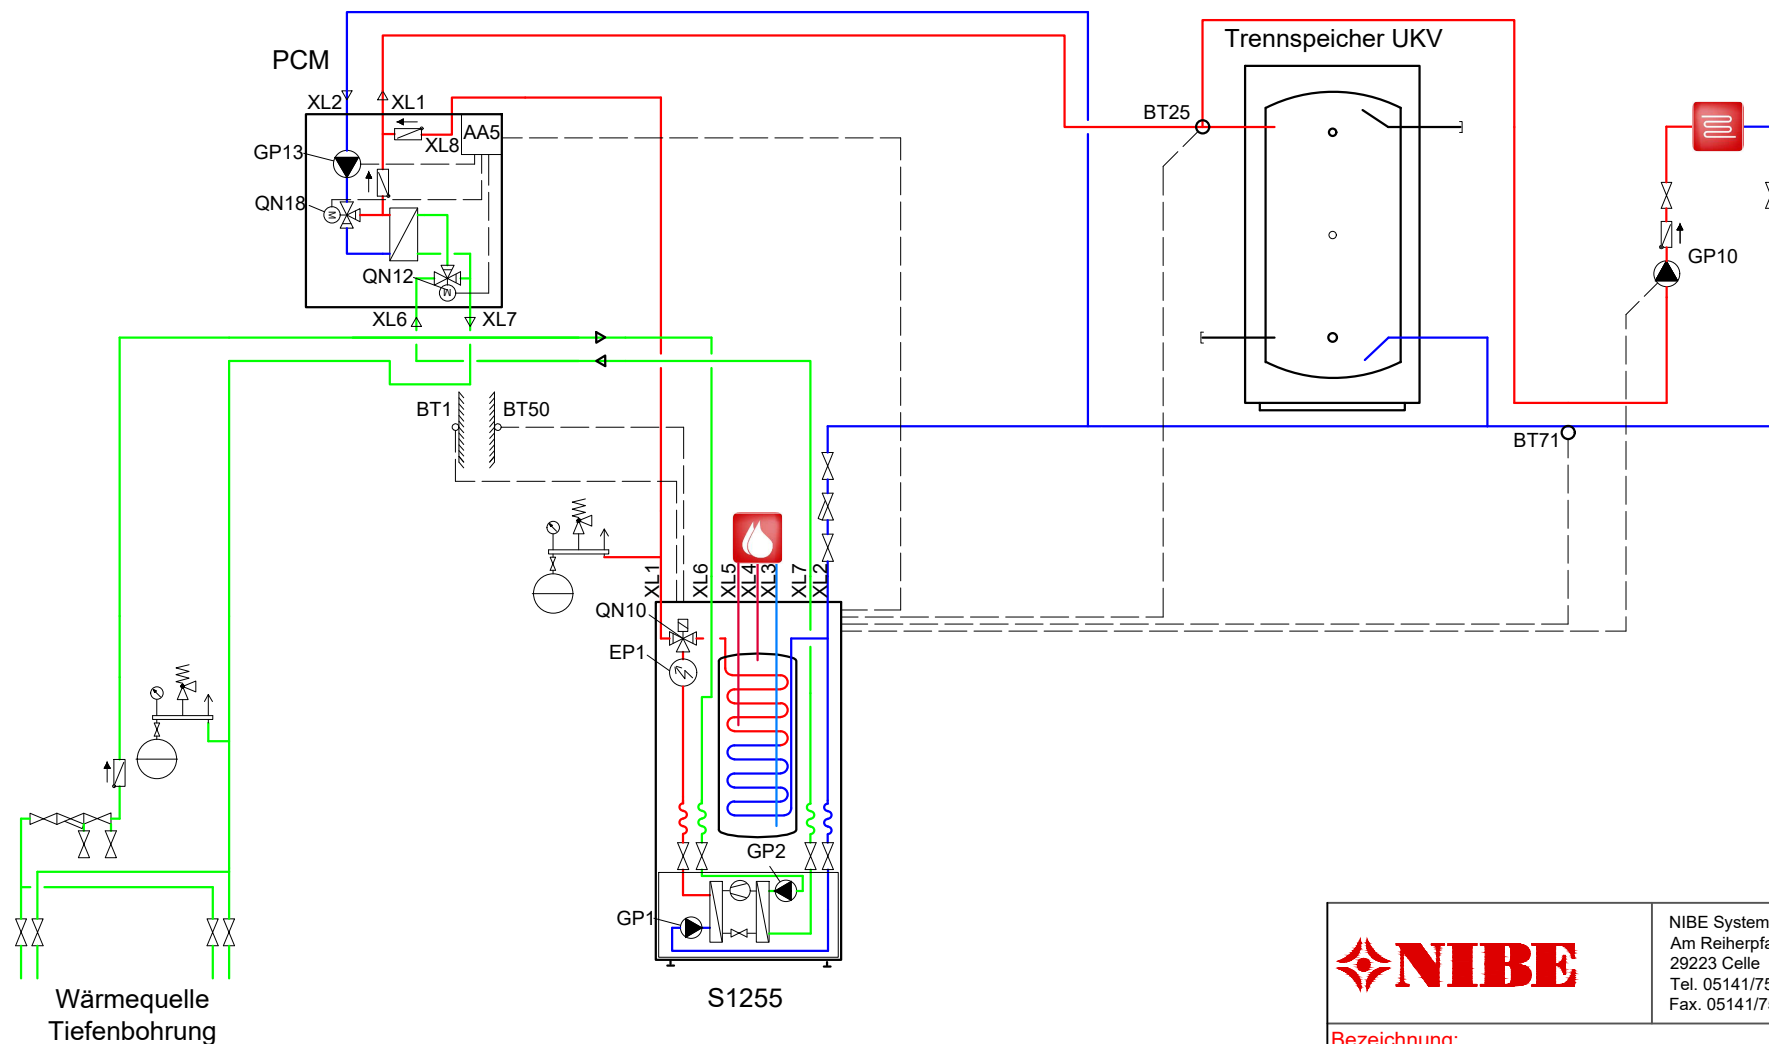 Trennspeicher UKV
PCM
XL2
XL1
BT25
AA5
XL8
GP13
QN18
GP10
QN12
M
M
XL6
XL7
BT1
BT50
BT71
XL1
XL6
XL5
XL4
XL3
XL7
XL2
QN10
EP1
GP2
GP1
S1255
Wärmequelle
Tiefenbohrung
NIBE
NIBE System
Am Reiherpfa
29223 Celle
Tel. 05141/75
Fax. 05141/75
Bezeichnung: